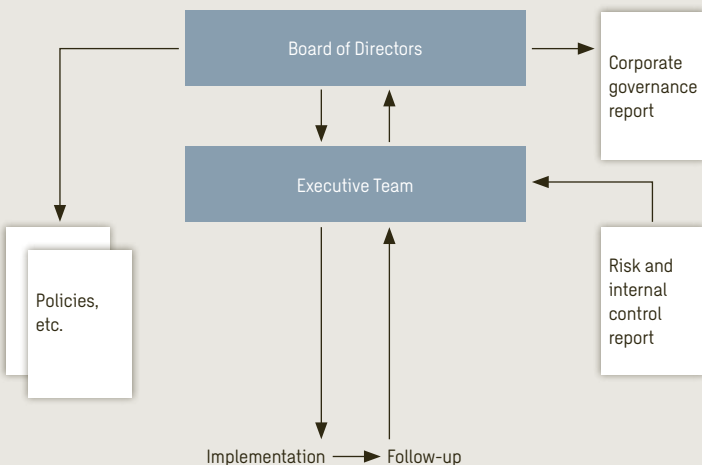 Board of Directors
Corporate
governance
report
Executive Team
Risk and
internal
control
report
Policies,
etc.
Implementation
Follow-up